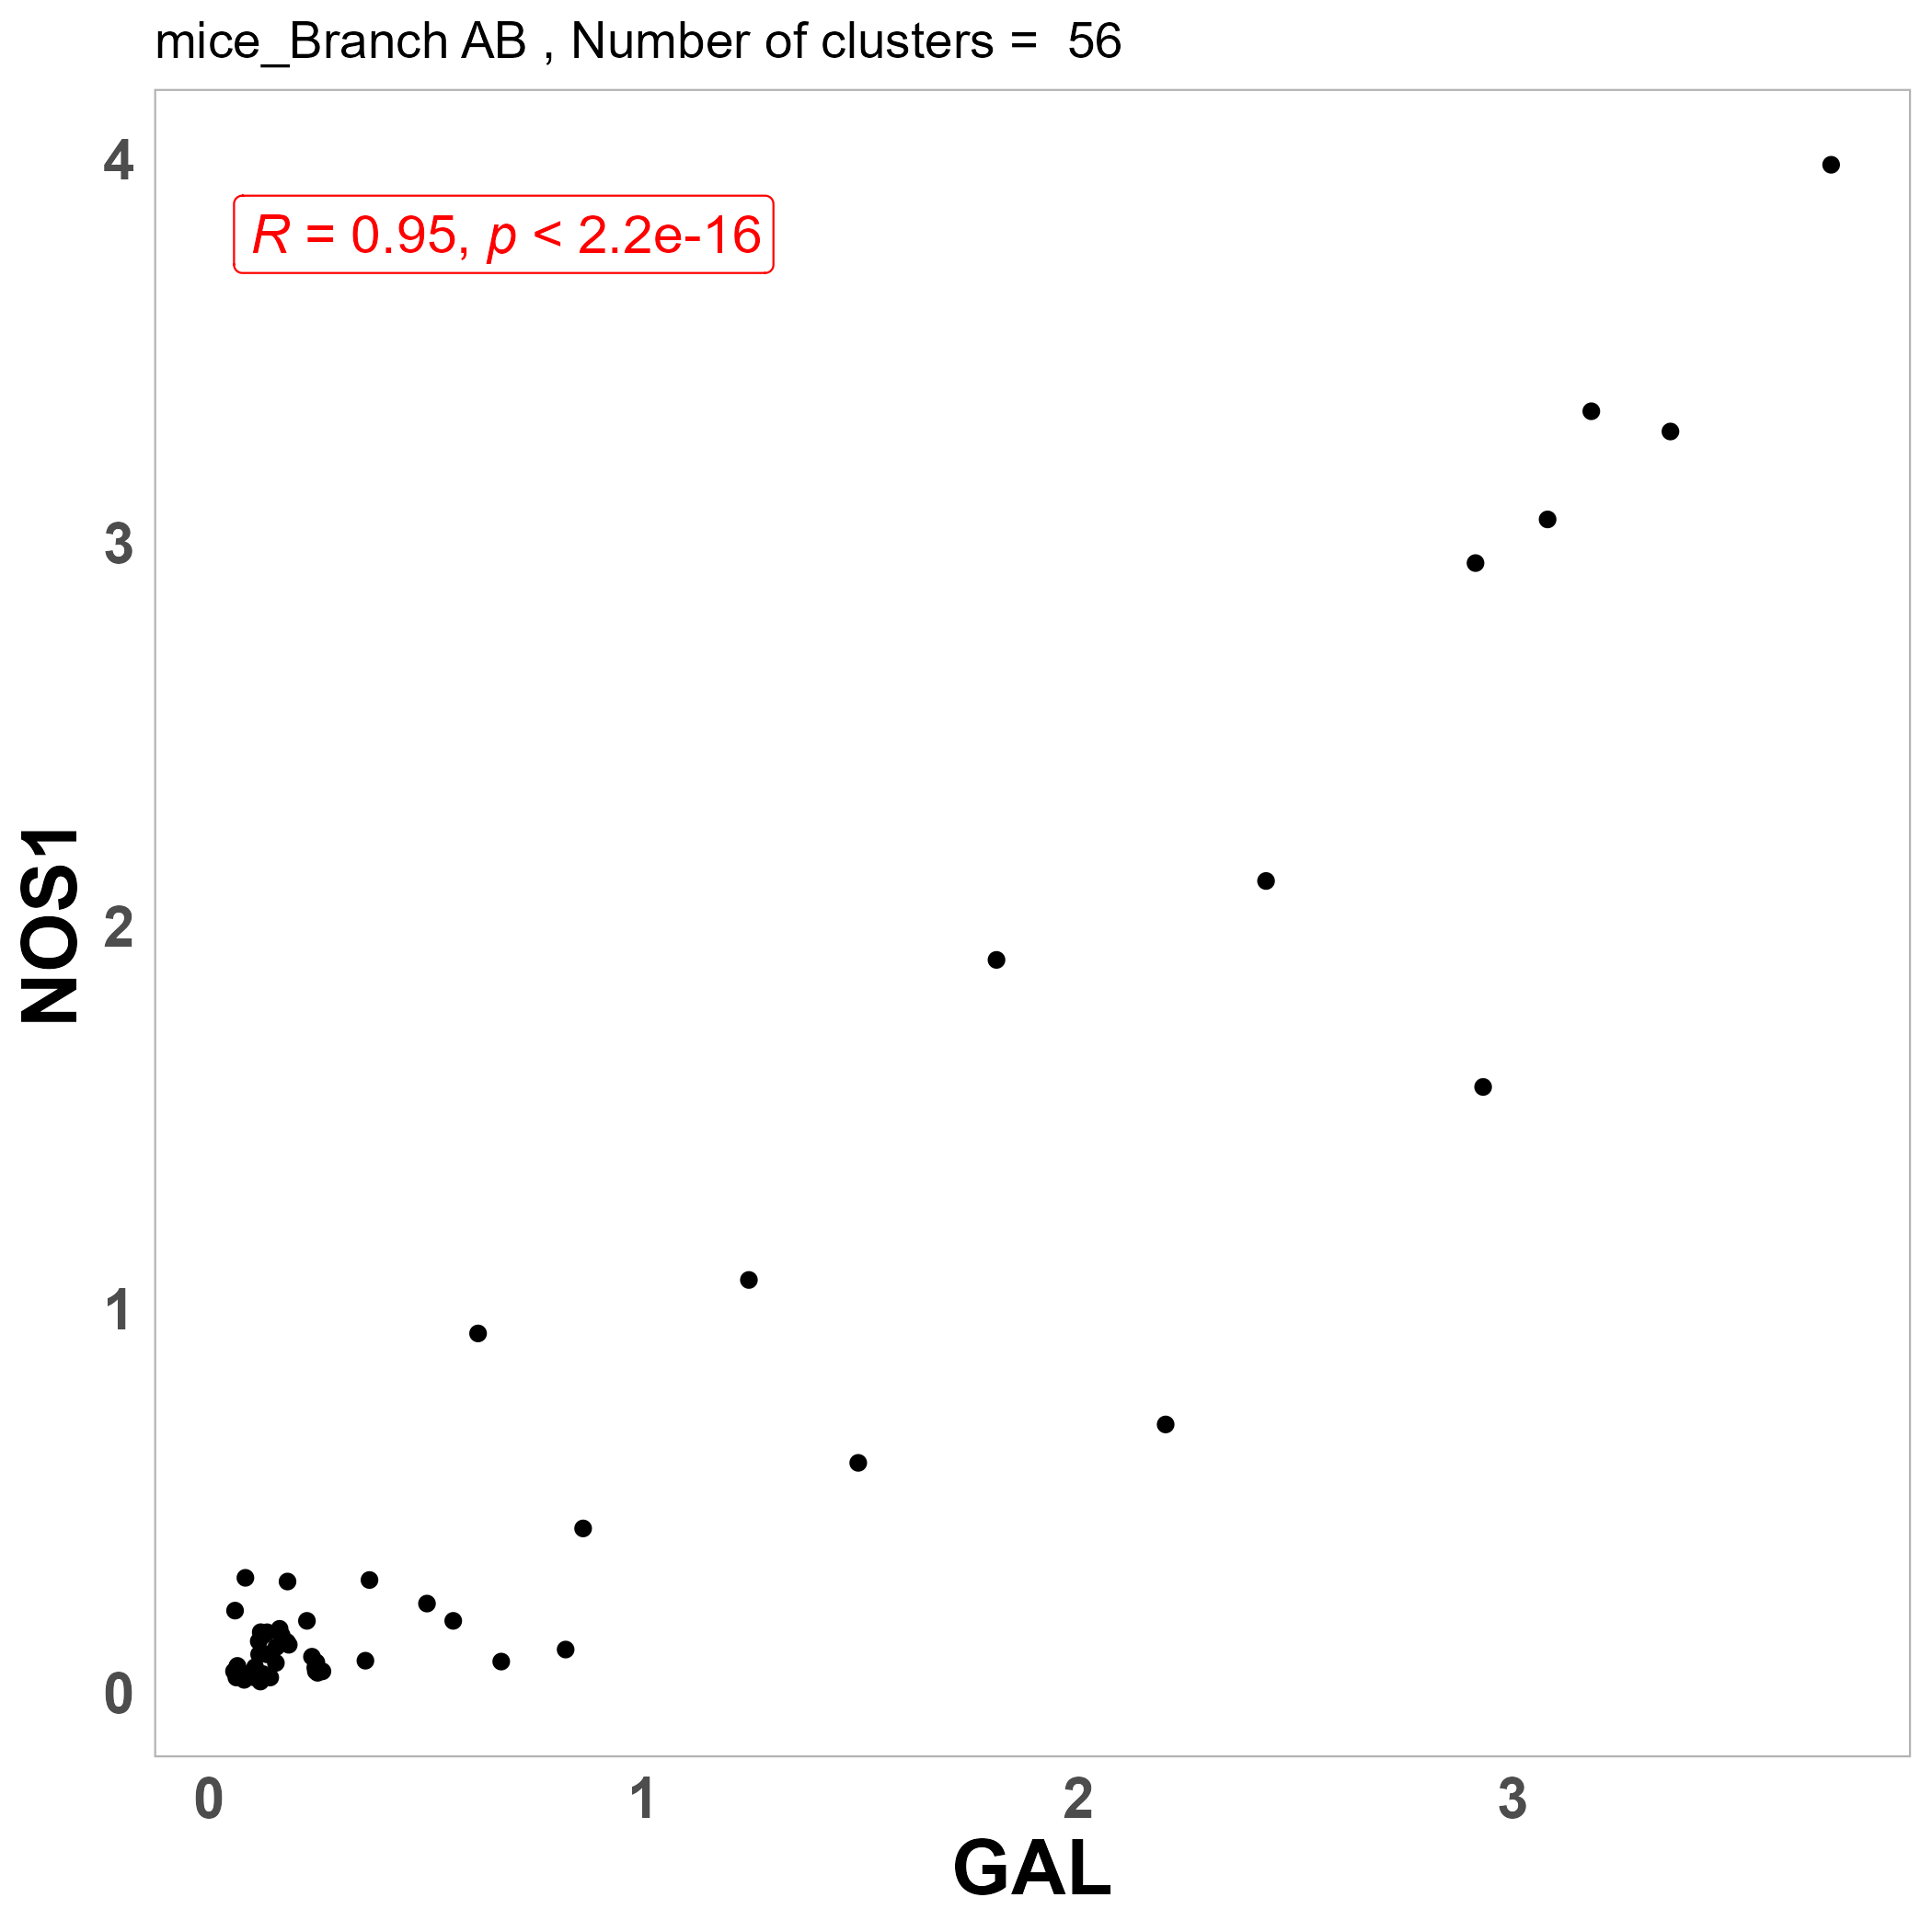 mice_Branch AB , Number of clusters =  56
4
R = 0.95, p < 2.2e-16
3
2
NOS1
1
0
0 1 2 3
GAL